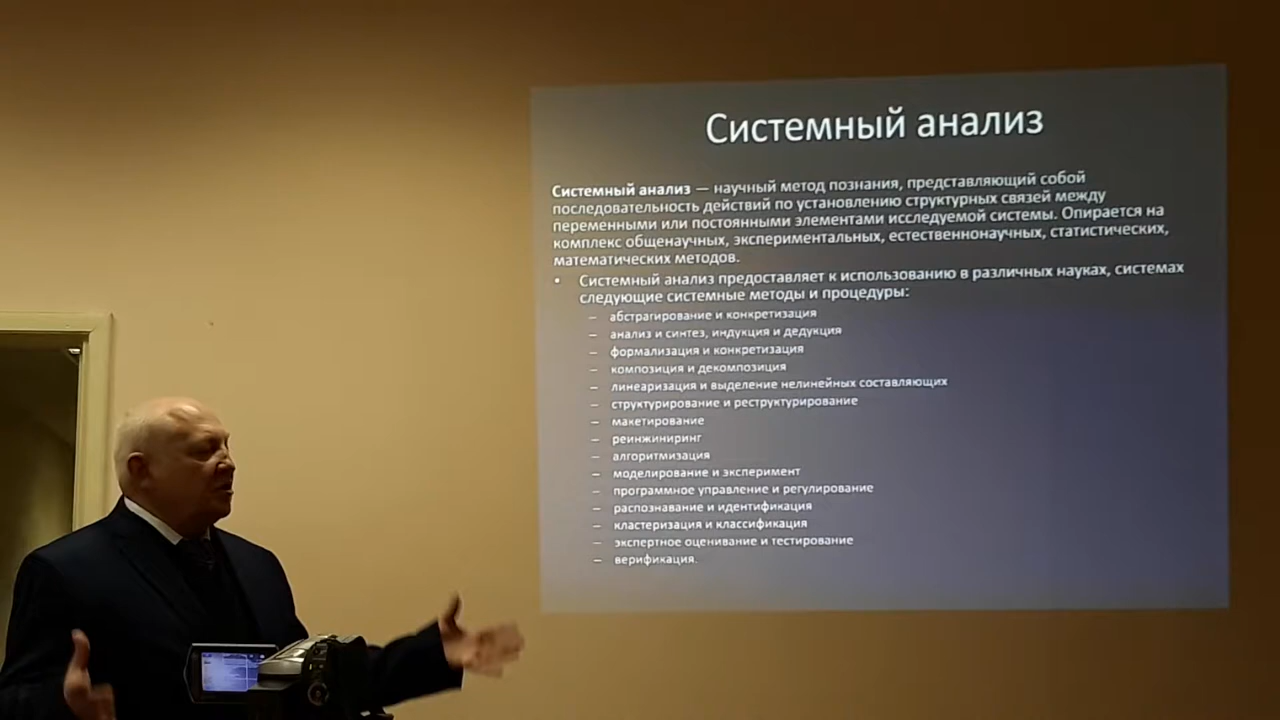 Системный анализ
Системный анализ — научный метод познания, представляющий собой
последовательность действий по установлению структурных связей между
переменными или постоянными элементами исследуемой системы. Опирается на
комплекс общенаучных, экспериментальных, естественнонаучных, статистических,
математических методов.
• Системный анализ предоставляет к использованию в различных науках, системах
следующие системные методы и процедуры:
– абстрагирование и конкретизация
– анализ и синтез, индукция и дедукция
– формализация и конкретизация
– композиция и декомпозиция
– линеаризация и выделение нелинейных составляющих
– структурирование и реструктурирование
– макетирование
– реинжиниринг
– алгоритмизация
– моделирование и эксперимент
– программное управление и регулирование
– распознавание и идентификация
– кластеризация и классификация
– экспертное оценивание и тестирование
– верификация.